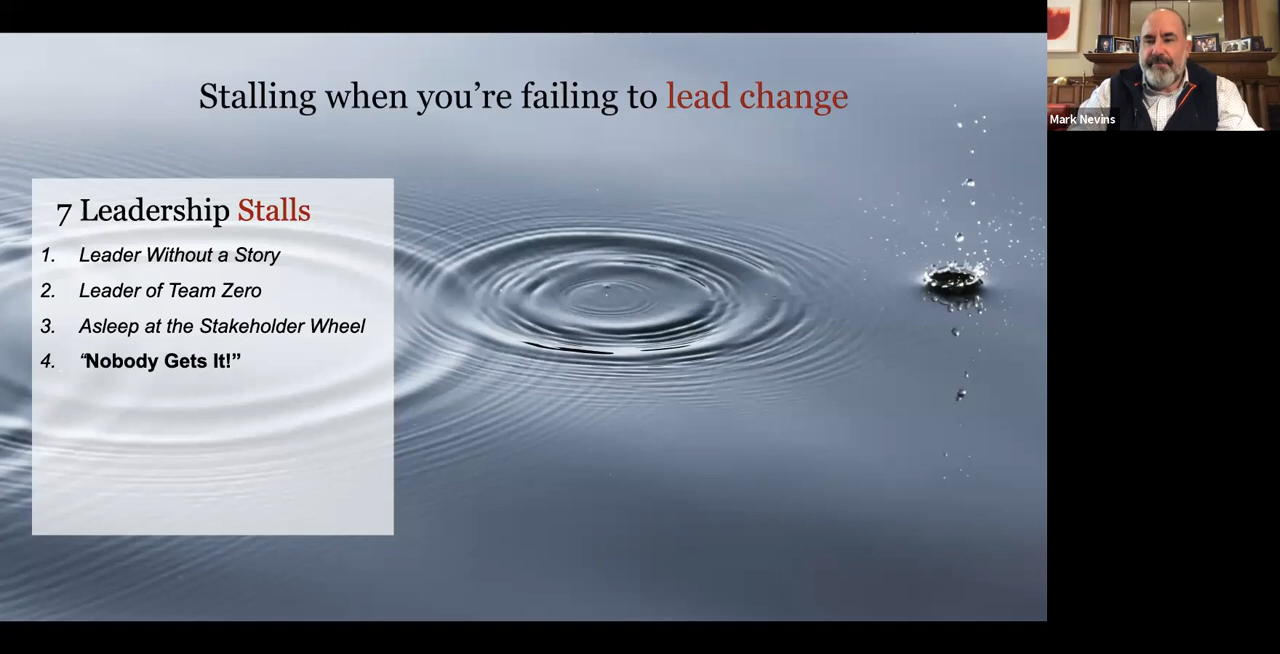 Stalling when you’re failing to lead change
7 Leadership Stalls
1. Leader Without a Story
2. Leader of Team Zero
3. Asleep at the Stakeholder Wheel
4. “Nobody Gets It!”
Mark Nevins